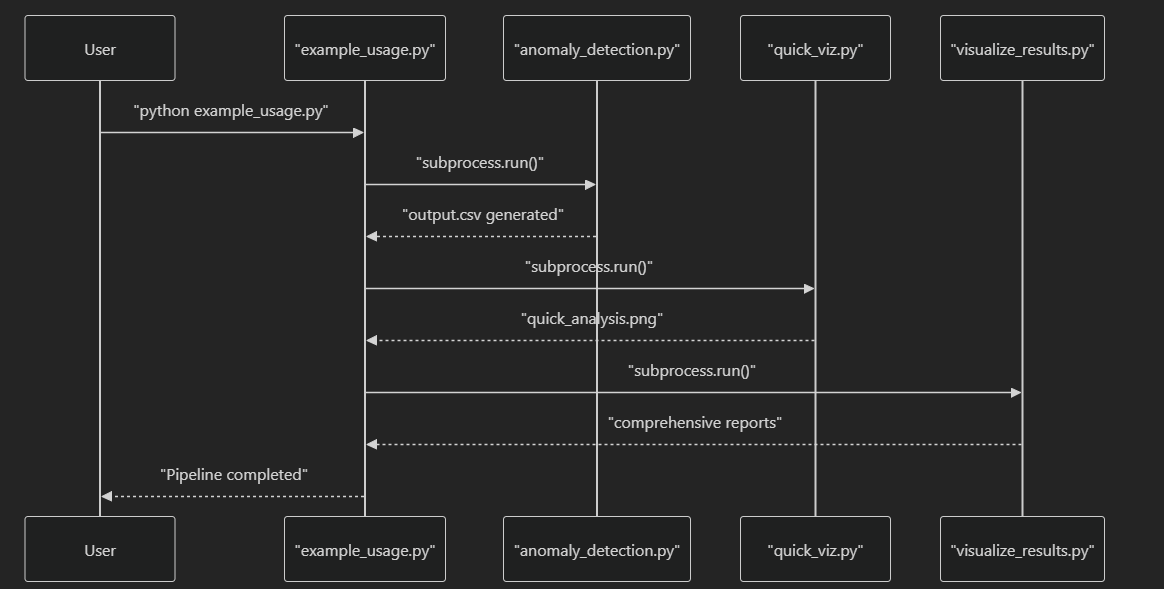 User
"example_usage.py"
"anomaly_detection.py"
"quick_viz.py"
"visualize_results.py"
"python example_usage.py"
"subprocess.run()"
"output.csv generated"
"subprocess.run()"
"quick_analysis.png"
"subprocess.run()"
"comprehensive reports"
"Pipeline completed"
User
"example_usage.py"
"anomaly_detection.py"
"quick_viz.py"
"visualize_results.py"